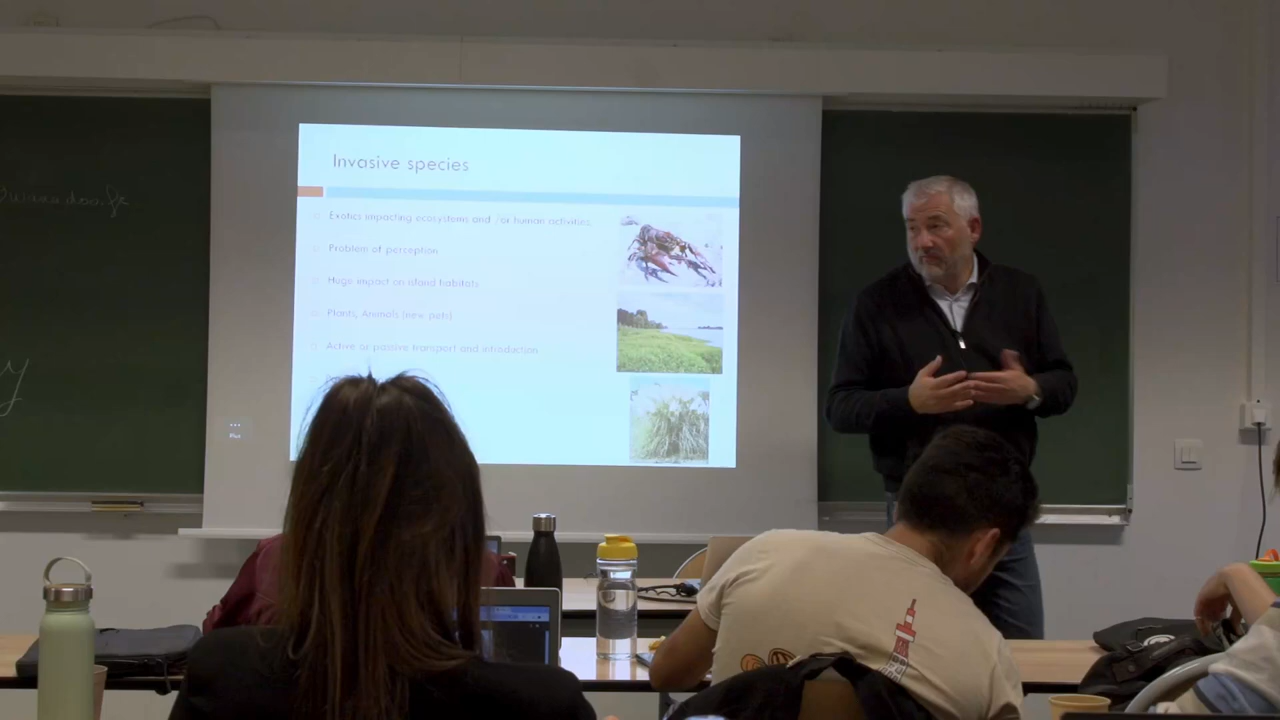 Invasive species
Exotics impacting ecosystems and /or human activities
Problem of perception
Huge impact on island habitats
Plants, Animals (new pets)
Active or passive transport and introduction
Plus
y